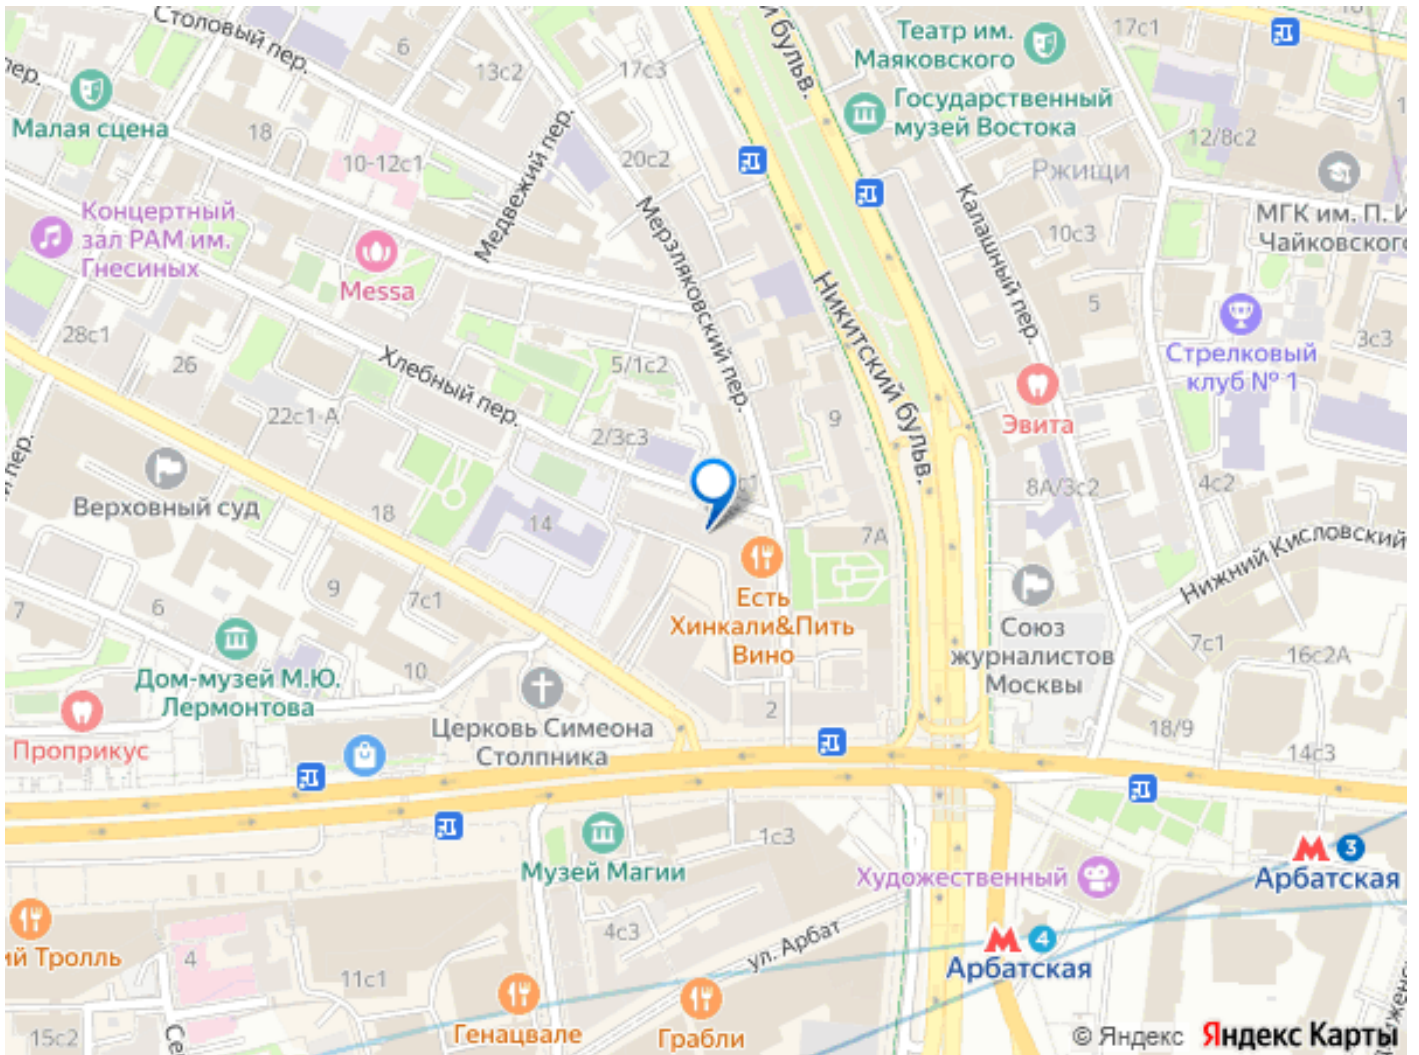 Столовый пер.
6
13с2
17с3
и бульв.
Театр им.
Маяковского
17с1
Государственный
музей Востока
12/8с2
Ржищи
пер.
Малая сцена
18
10-12с1
Медвежий пер.
20с2
Мерзляковский пер.
Калашный пер.
10с3
МГК им. П. И
Чайковского
Концертный
зал РАМ им.
Гнесиных
Messa
Никитский бульв.
5
28с1
26
Хлебный пер.
5/1с2
Стрелковый
клуб № 1
3с3
22с1-А
2/3с3
9
Эвита
й пер.
Верховный суд
18
14
с1
7А
8А/3с2
4с2
Нижний Кисловский
7
6
9
7с1
Есть
Хинкали&Пить
Вино
Союз
журналистов
Москвы
7с1
16с2А
Дом-музей М.Ю.
Лермонтова
10
Проприкус
Церковь Симеона
Столпника
2
18/9
14с3
Музей Магии
1с3
Художественный
М 3
Арбатская
ий Тролль
4
11с1
4с3
ул. Арбат
М 4
Арбатская
15с2
Се
Генацвале
Грабли
© Яндекс Яндекс Карты